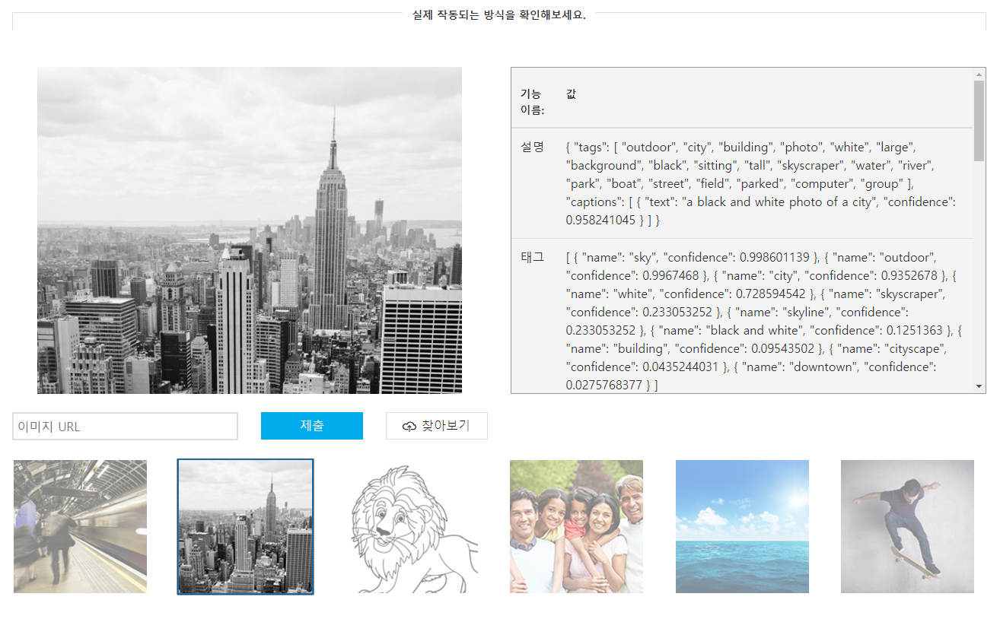 실제 작동되는 방식을 확인해보세요.
기능
이름:
값
설명
{ "tags": [ "outdoor", "city", "building", "photo", "white", "large",
"background", "black", "sitting", "tall", "skyscraper", "water", "river",
"park", "boat", "street", "field", "parked", "computer", "group" ],
"captions": [ { "text": "a black and white photo of a city", "confidence":
0.958241045 } ] }
태그
[ { "name": "sky", "confidence": 0.998601139 }, { "name": "outdoor",
"confidence": 0.9967468 }, { "name": "city", "confidence": 0.9352678 }, {
"name": "white", "confidence": 0.728594542 }, { "name": "skyscraper",
"confidence": 0.233053252 }, { "name": "skyline", "confidence":
0.233053252 }, { "name": "black and white", "confidence": 0.1251363 }, {
"name": "building", "confidence": 0.09543502 }, { "name": "cityscape",
"confidence": 0.0435244031 }, { "name": "downtown", "confidence":
0.0275768377 } ]
이미지 URL
제출
찾아보기